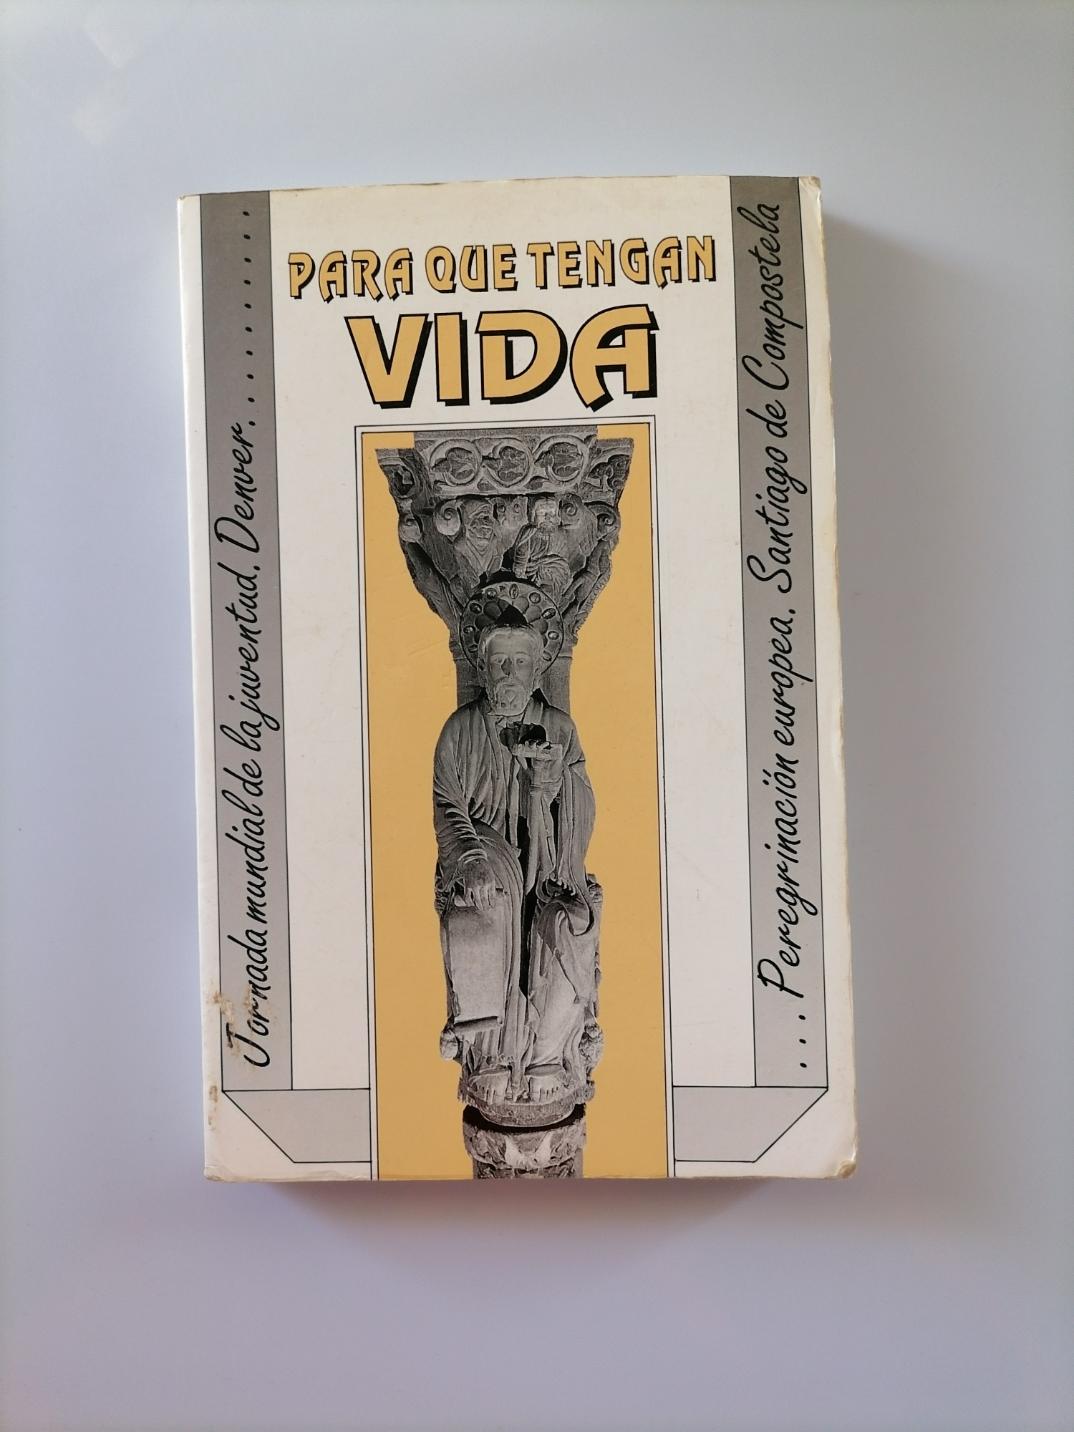 PARA QUE TENGAN
VIDA
Jornada mundial de la juventud. Denver. . . . . . . . . .
. . . Peregrinación europea. Santiago de Compostela